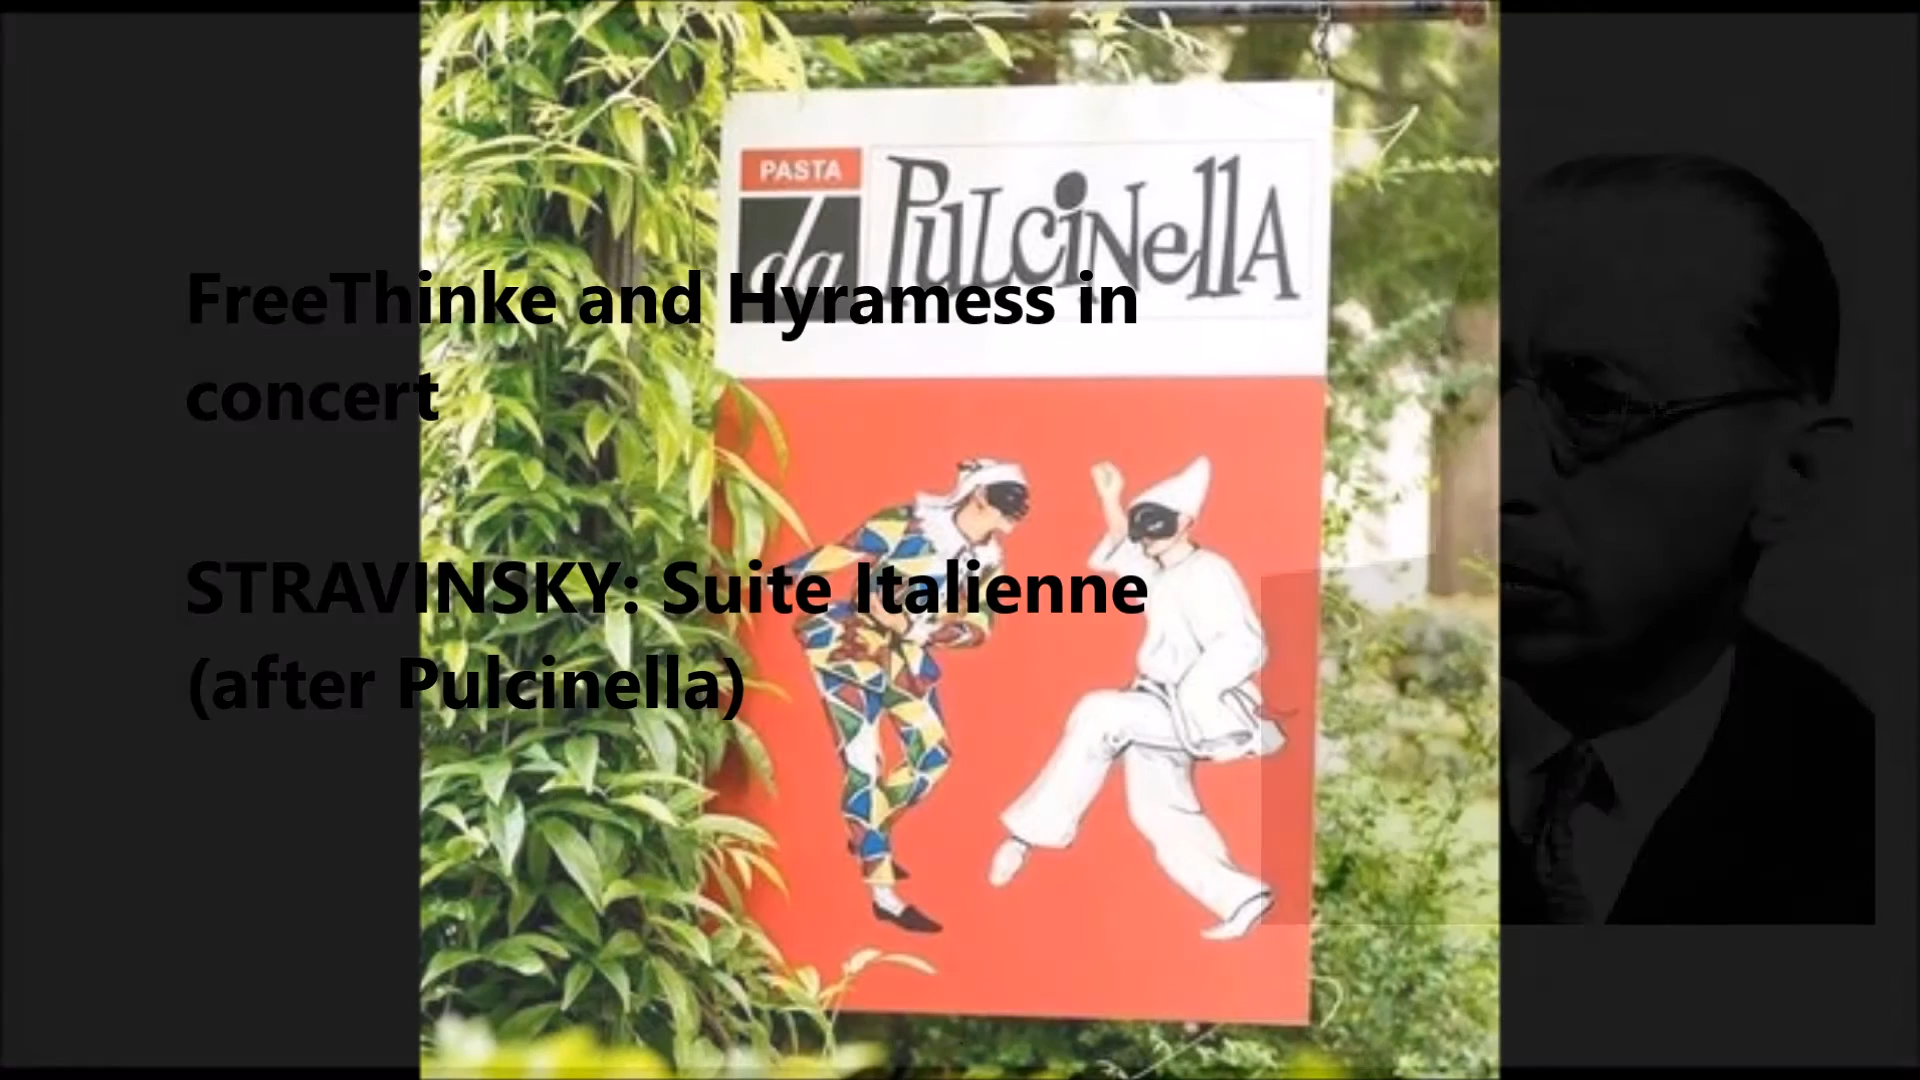 PASTA
da Pulcinella
FreeThinke and Hyramess in
concert
STRAVINSKY: Suite Italienne
(after Pulcinella)